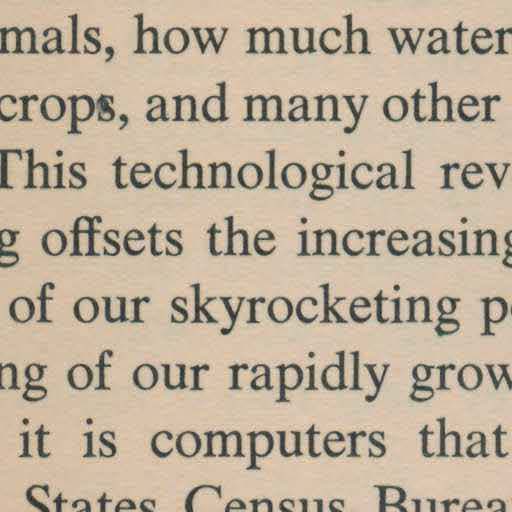 mals, how much water
crops, and many other
This technological rev
g offsets the increasing
of our skyrocketing p
ng of our rapidly grow
it is computers that
States Census Burea